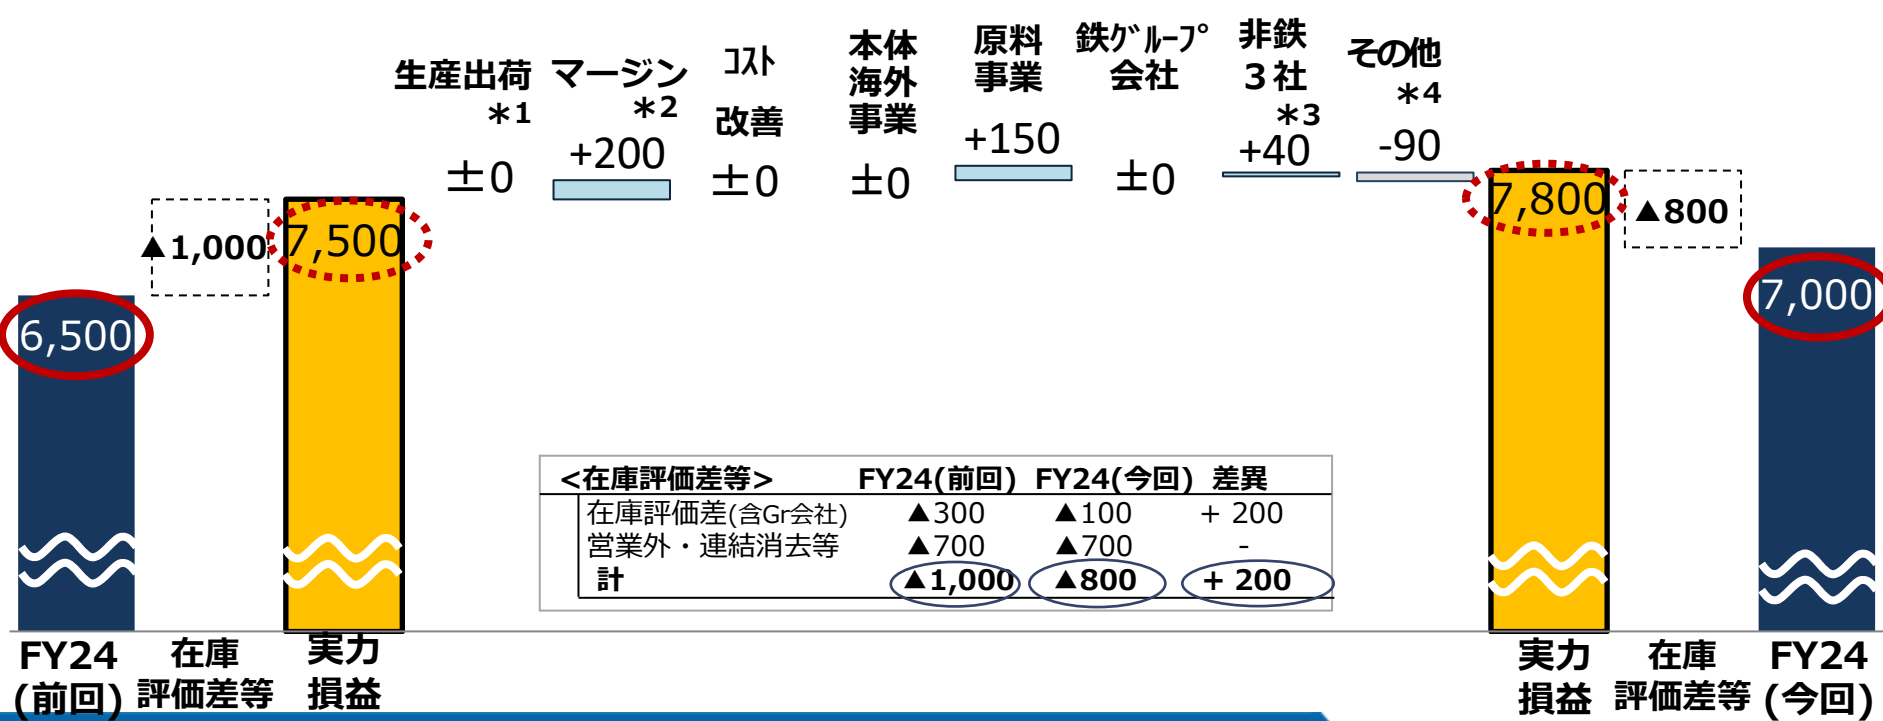 生産出荷
＊1
±0
マージン
＊2
+200
ｺｽﾄ
改善
±0
本体
海外
事業
±0
原料
事業
+150
鉄ｸﾞﾙｰﾌﾟ
会社
±0
非鉄
３社
＊3
+40
その他
＊4
-90
6,500
▲1,000
7,500
7,800
▲800
7,000
<在庫評価差等> FY24(前回) FY24(今回) 差異
在庫評価差(含Gr会社) ▲300 ▲100 + 200
営業外・連結消去等 ▲700 ▲700 -
計 ▲1,000 ▲800 + 200
FY24
(前回)
在庫
評価差等
実力
損益
実力
損益
在庫
評価差等
FY24
(今回)